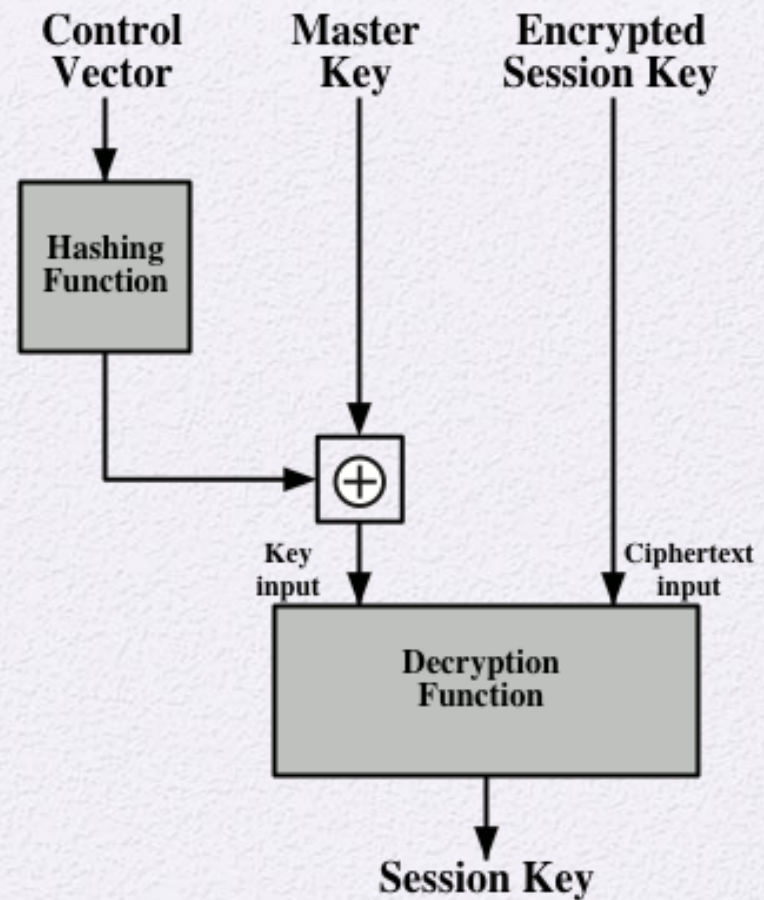 Control
Vector
Master
Key
Encrypted
Session Key
Hashing
Function
Key
input
Ciphertext
input
Decryption
Function
Session Key